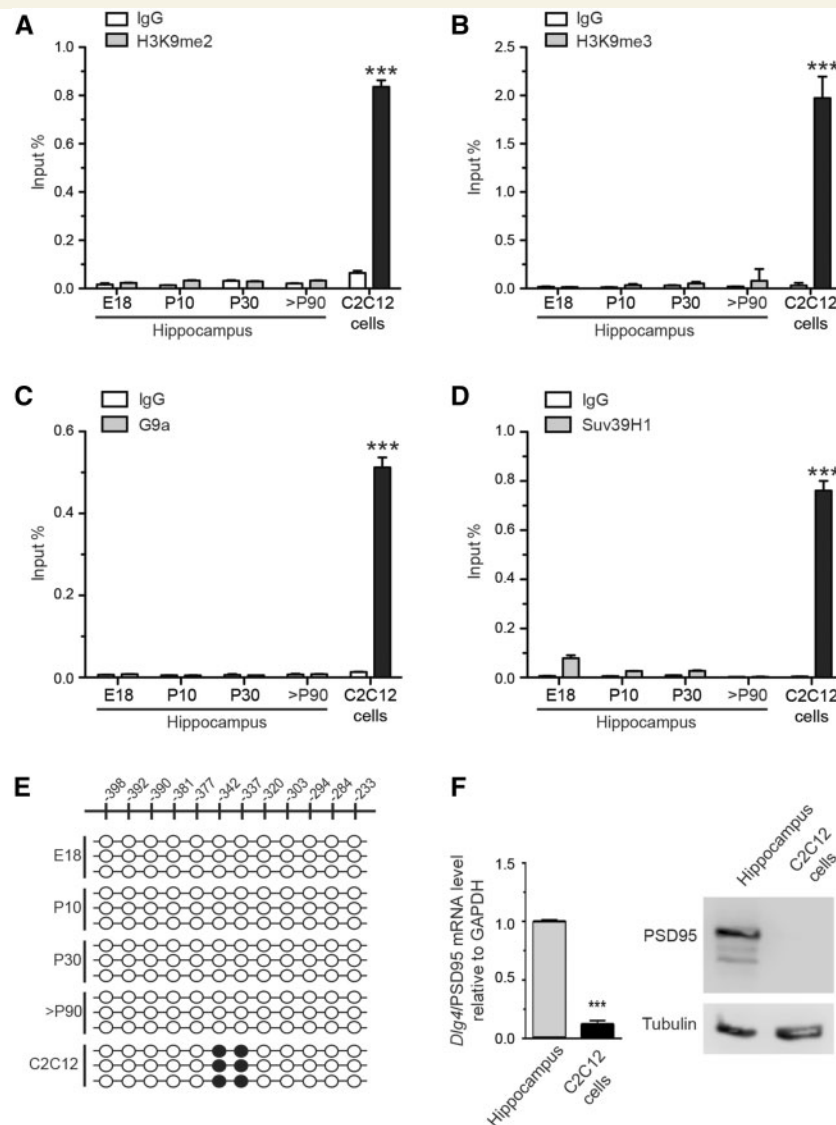 A
IgG
H3K9me2
1.0
0.8
0.6
0.4
0.2
0.0
Input %
***
E18 P10 P30 >P90 C2C12 cells
Hippocampus
B
IgG
H3K9me3
2.5
2.0
1.5
1.0
0.5
0.0
Input %
***
E18 P10 P30 >P90 C2C12 cells
Hippocampus
C
IgG
G9a
0.6
0.4
0.2
0.0
Input %
***
E18 P10 P30 >P90 C2C12 cells
Hippocampus
D
IgG
Suv39H1
1.0
0.8
0.6
0.4
0.2
0.0
Input %
***
E18 P10 P30 >P90 C2C12 cells
Hippocampus
E
-398 -392 -390 -381 -377 -342 -337 -320 -303 -294 -284 -233
E18
P10
P30
>P90
C2C12
F
Dlg4/PSD95 mRNA level
relative to GAPDH
1.5
1.0
0.5
0.0
***
Hippocampus
C2C12
cells
Hippocampus
C2C12
cells
PSD95
Tubulin